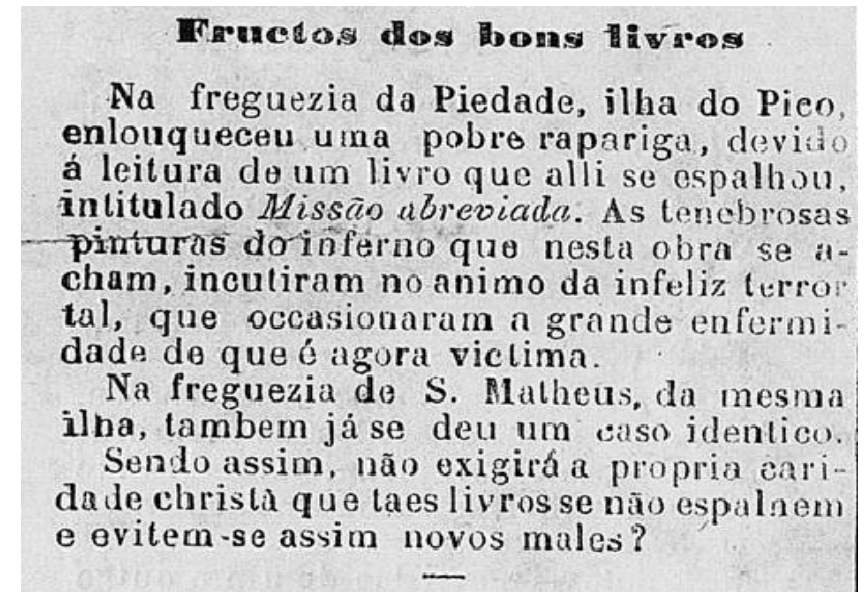 Fructos dos bons livros
Na freguezia da Piedade, ilha do Pico,
enlouqueceu uma pobre rapariga, devido
á leitura de um livro que alli se espalhou,
intitulado Missão abreviada. As tenebrosas
pinturas do inferno que nesta obra se a-
cham, incutiram no animo da infeliz terror
tal, que occasionaram a grande enfermi-
dade de que é agora victima.
Na freguezia de S. Matheus, da mesma
ilha, tambem já se deu um caso identico.
Sendo assim, não exigirá a propria cari-
dade christã que taes livros se não espalhem
e evitem-se assim novos males?